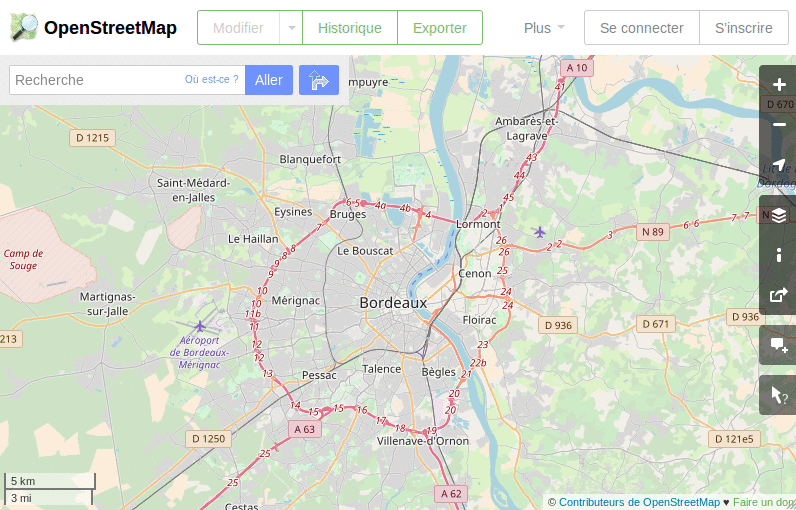 OpenStreetMap
Modifier
Historique
Exporter
Plus
Se connecter
S'inscrire
Recherche
Où est-ce ?
Aller
A 10
41
D 670
D 1215
Ambarès-et-
Lagrave
Blanquefort
43
44
45
Saint-Médard-
en-Jalles
Eysines
Bruges
6
5
4a
4b
4
2
1
Lormont
7
Le Haillan
8
8
9
9
Le Bouscat
26
26
2
2
3
N 89
6
6
7
7
Camp de
Souge
Cenon
25
10
10
11b
11
Martignas-
sur-Jalle
Mérignac
Bordeaux
24
24
Floirac
D 936
D 671
D 936
213
Aéroport
de Bordeaux-
Mérignac
12
12
13
23
22b
21
Talence
Bègles
Pessac
20
20
14
15
15
16
17
18
19
A 63
D 1250
Villenave-d'Ornon
D 121e5
25
25
A 62
5 km
3 mi
Cestas
© Contributeurs de OpenStreetMap ♥ Faire un don